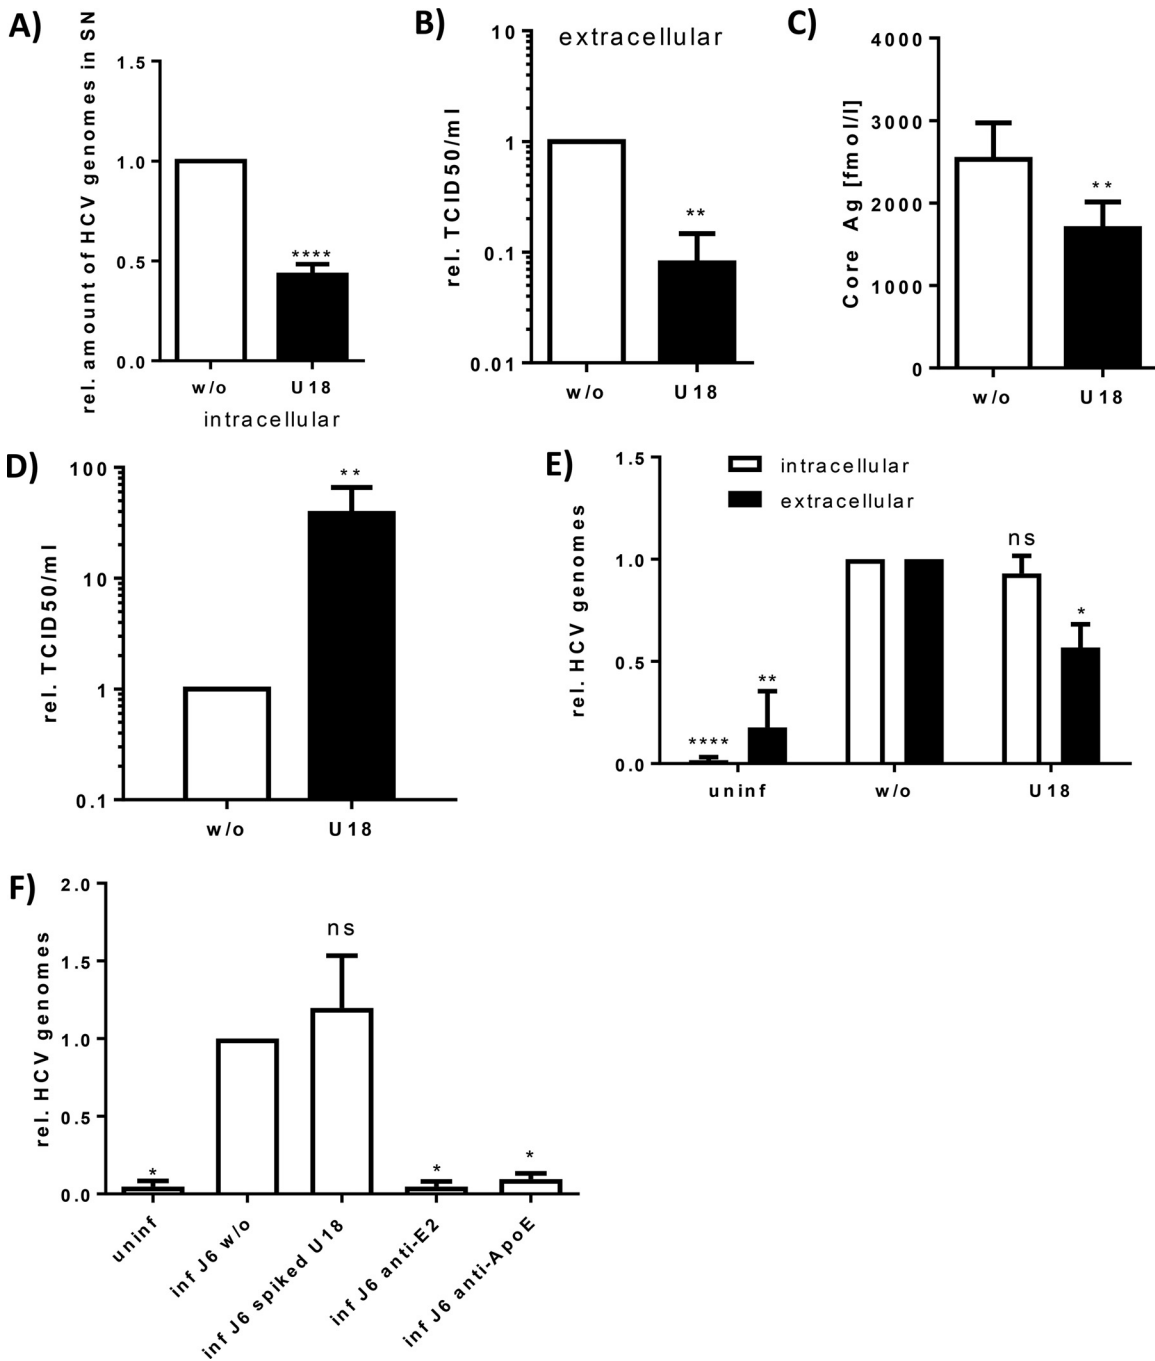 A)
rel. amount of HCV genomes in SN
1.5
1.0
0.5
0.0
****
w/o
U18
B)
extracellular
rel. TCID50/ml
10
1
0.1
0.01
**
w/o
U18
C)
Core Ag [fmol/l]
4000
3000
2000
1000
0
**
w/o
U18
intracellular
D)
rel. TCID50/ml
100
10
1
0.1
**
w/o
U18
E)
rel. HCV genomes
1.5
1.0
0.5
0.0
intracellular
extracellular
****
**
ns
*
uninf
w/o
U18
F)
rel. HCV genomes
2.0
1.5
1.0
0.5
0.0
*
ns
*
*
uninf
inf J6 w/o
inf J6 spiked U18
inf J6 anti-E2
inf J6 anti-ApoE